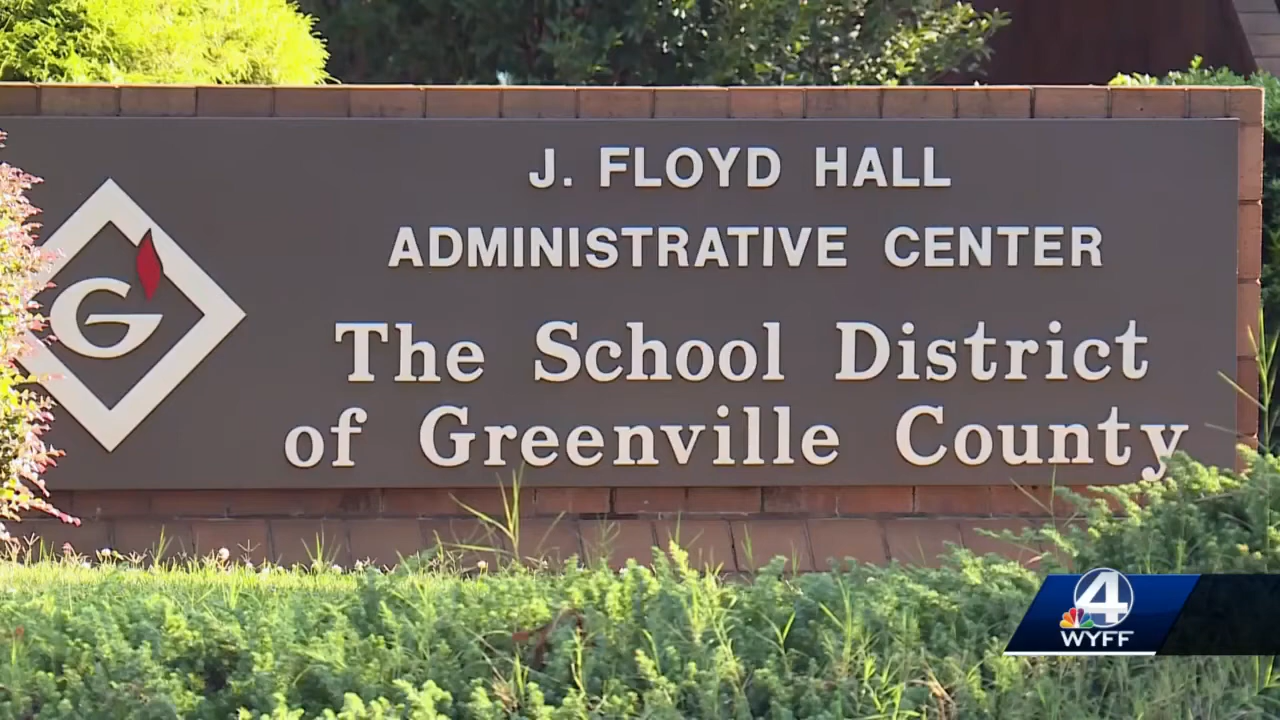 J. FLOYD HALL
ADMINISTRATIVE CENTER
G
The School District
of Greenville County
4
WYFF